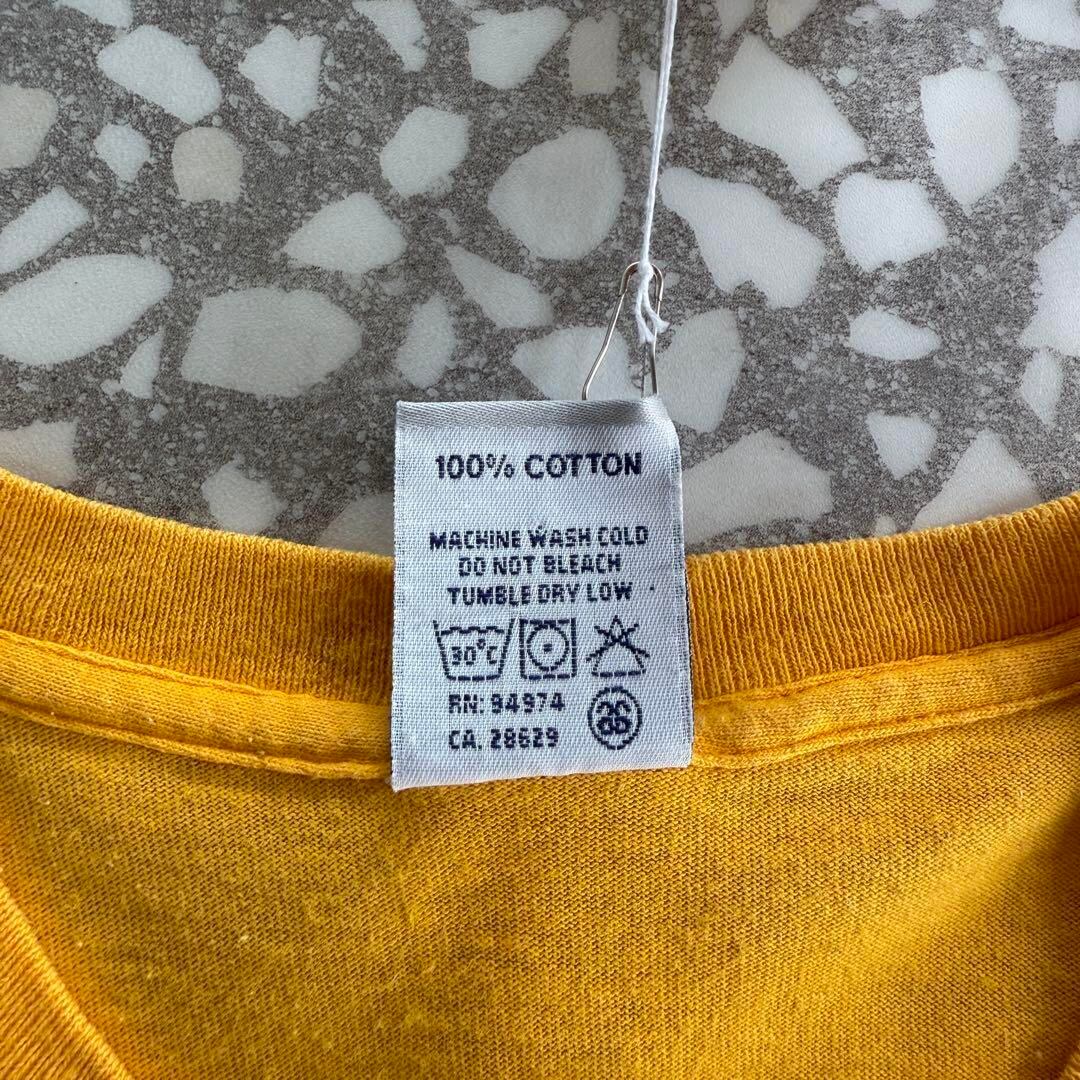 100% COTTON
MACHINE WASH COLD
DO NOT BLEACH
TUMBLE DRY LOW
30°C
RN: 94974
CA. 28629